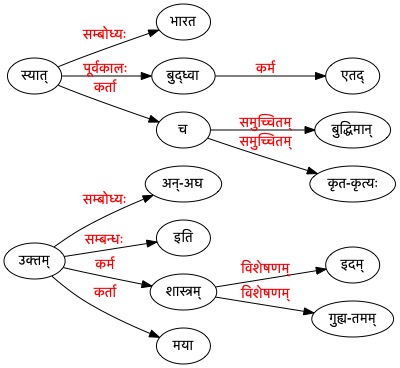 सम्बोध्यः
भारत
स्यात्
पूर्वकालः
बुद्ध्वा
कर्म
एतद्
कर्ता
च
समुच्चितम्
बुद्धिमान्
समुच्चितम्
कृत-कृत्यः
सम्बोध्यः
अन्-अघ
उक्तम्
सम्बन्धः
इति
कर्म
शास्त्रम्
विशेषणम्
इदम्
विशेषणम्
गुह्य-तमम्
कर्ता
मया